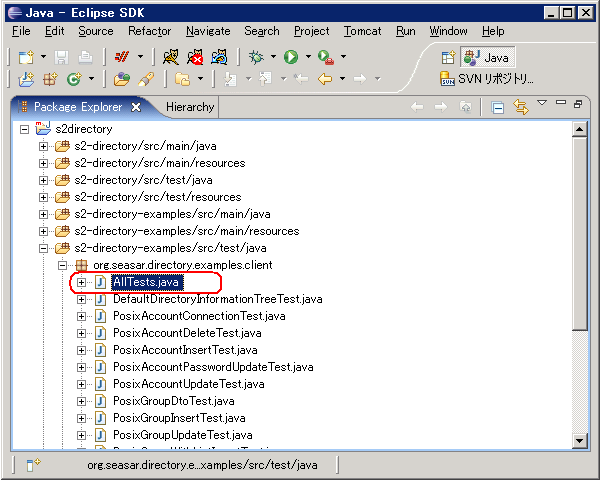 Java - Eclipse SDK
File Edit Source Refactor Navigate Search Project Tomcat Run Window Help
Java
SVN リポジトリ...
Package Explorer Hierarchy
s2directory
s2-directory/src/main/java
s2-directory/src/main/resources
s2-directory/src/test/java
s2-directory/src/test/resources
s2-directory-examples/src/main/java
s2-directory-examples/src/main/resources
s2-directory-examples/src/test/java
org.seasar.directory.examples.client
AllTests.java
DefaultDirectoryInformationTreeTest.java
PosixAccountConnectionTest.java
PosixAccountDeleteTest.java
PosixAccountInsertTest.java
PosixAccountPasswordUpdateTest.java
PosixAccountUpdateTest.java
PosixGroupDtoTest.java
PosixGroupInsertTest.java
PosixGroupUpdateTest.java
org.seasar.directory.e...xamples/src/test/java